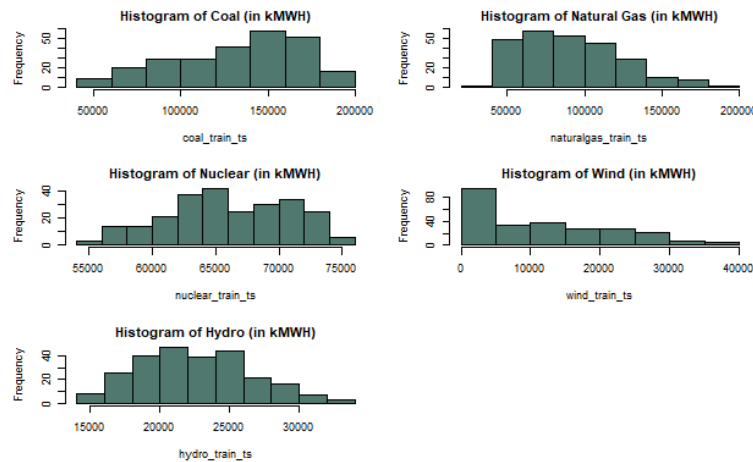 Histogram of Coal (in kMWH)
Frequency
0 20 50
50000 100000 150000 200000
coal_train_ts
Histogram of Natural Gas (in kMWH)
Frequency
0 20 50
50000 100000 150000 200000
naturalgas_train_ts
Histogram of Nuclear (in kMWH)
Frequency
0 20 40
55000 60000 65000 70000 75000
nuclear_train_ts
Histogram of Wind (in kMWH)
Frequency
0 40 80
0 10000 20000 30000 40000
wind_train_ts
Histogram of Hydro (in kMWH)
Frequency
0 20 40
15000 20000 25000 30000
hydro_train_ts